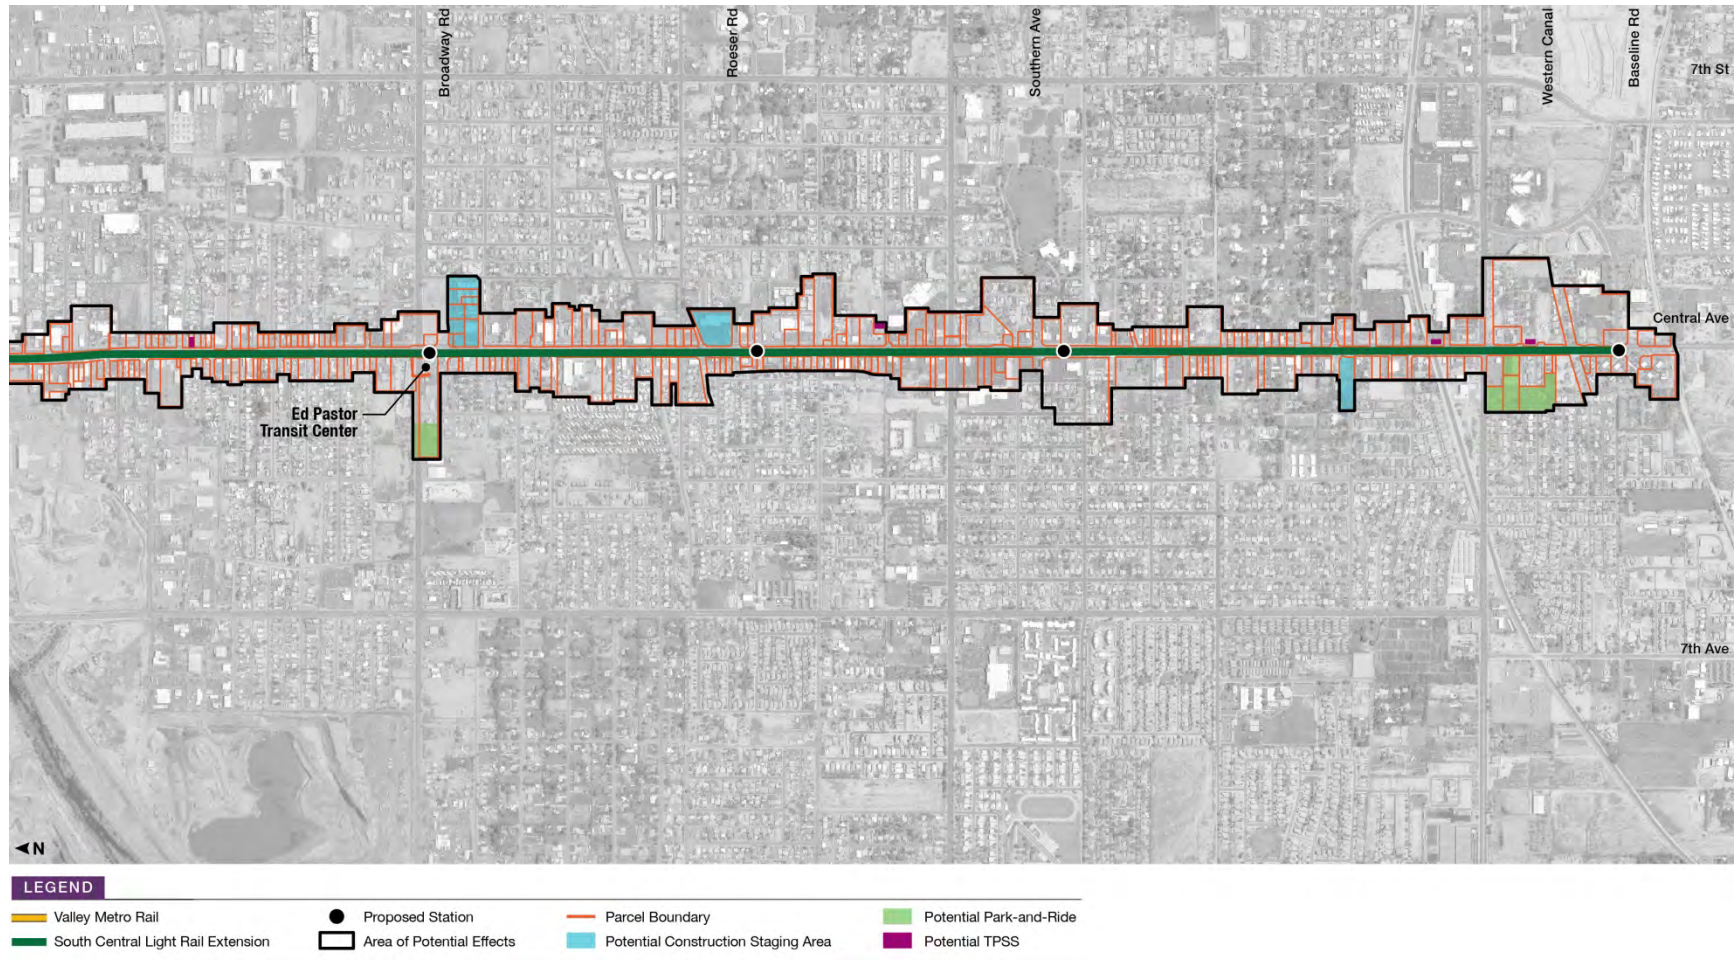 Broadway Rd
Roeser Rd
Southern Ave
Western Canal
Baseline Rd
7th St
Central Ave
Ed Pastor
Transit Center
7th Ave
N
LEGEND
Valley Metro Rail
Proposed Station
Parcel Boundary
Potential Park-and-Ride
South Central Light Rail Extension
Area of Potential Effects
Potential Construction Staging Area
Potential TPSS